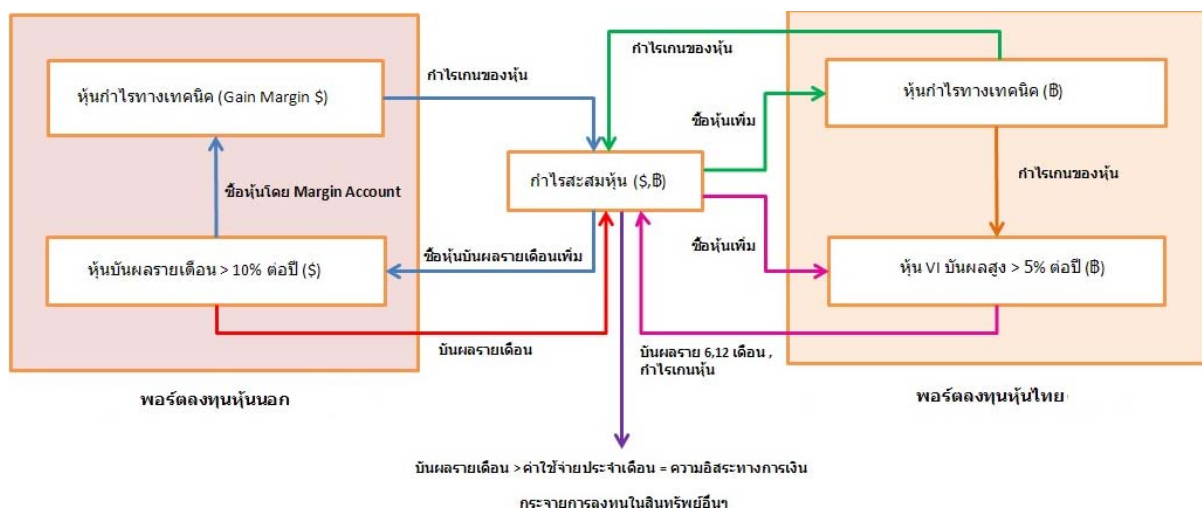 กำไรเกนของหุ้น
หุ้นกำไรทางเทคนิค (Gain Margin $)
กำไรเกนของหุ้น
หุ้นกำไรทางเทคนิค (฿)
ซื้อหุ้นเพิ่ม
กำไรสะสมหุ้น ($,฿)
กำไรเกนของหุ้น
ซื้อหุ้นโดย Margin Account
ซื้อหุ้นบันผลรายเดือนเพิ่ม
ซื้อหุ้นเพิ่ม
หุ้นบันผลรายเดือน > 10% ต่อปี ($)
หุ้น VI บันผลสูง > 5% ต่อปี (฿)
บันผลรายเดือน
บันผลราย 6,12 เดือน ,
กำไรเกนหุ้น
พอร์ตลงทุนหุ้นนอก
พอร์ตลงทุนหุ้นไทย
บันผลรายเดือน > ค่าใช้จ่ายประจำเดือน = ความอิสระทางการเงิน
กระจายการลงทุนในสินทรัพย์อื่นๆ